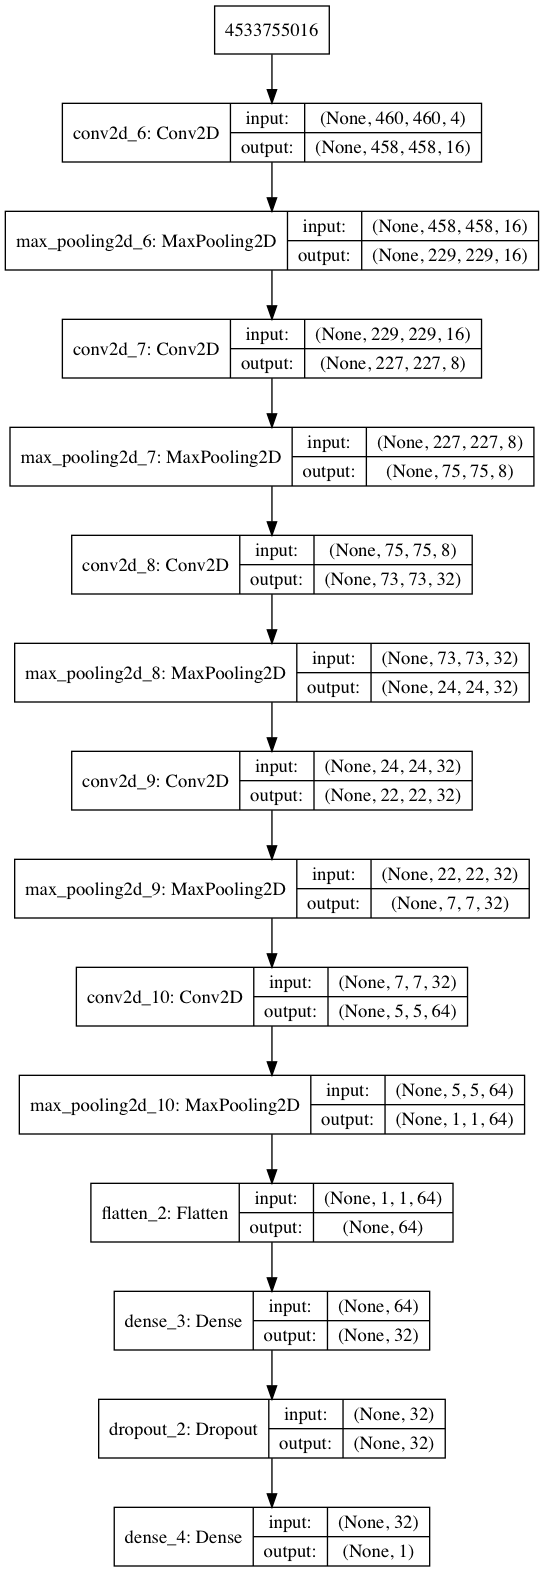 4533755016
conv2d_6: Conv2D
input:
(None, 460, 460, 4)
output:
(None, 458, 458, 16)
max_pooling2d_6: MaxPooling2D
input:
(None, 458, 458, 16)
output:
(None, 229, 229, 16)
conv2d_7: Conv2D
input:
(None, 229, 229, 16)
output:
(None, 227, 227, 8)
max_pooling2d_7: MaxPooling2D
input:
(None, 227, 227, 8)
output:
(None, 75, 75, 8)
conv2d_8: Conv2D
input:
(None, 75, 75, 8)
output:
(None, 73, 73, 32)
max_pooling2d_8: MaxPooling2D
input:
(None, 73, 73, 32)
output:
(None, 24, 24, 32)
conv2d_9: Conv2D
input:
(None, 24, 24, 32)
output:
(None, 22, 22, 32)
max_pooling2d_9: MaxPooling2D
input:
(None, 22, 22, 32)
output:
(None, 7, 7, 32)
conv2d_10: Conv2D
input:
(None, 7, 7, 32)
output:
(None, 5, 5, 64)
max_pooling2d_10: MaxPooling2D
input:
(None, 5, 5, 64)
output:
(None, 1, 1, 64)
flatten_2: Flatten
input:
(None, 1, 1, 64)
output:
(None, 64)
dense_3: Dense
input:
(None, 64)
output:
(None, 32)
dropout_2: Dropout
input:
(None, 32)
output:
(None, 32)
dense_4: Dense
input:
(None, 32)
output:
(None, 1)